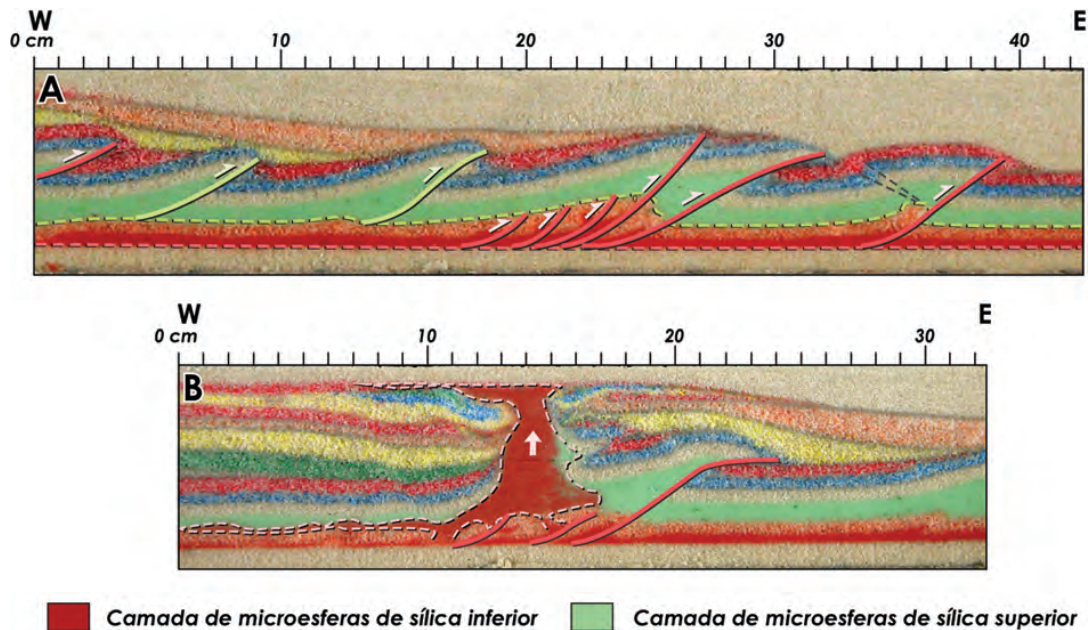 W E
0 cm 10 20 30 40
A
W E
0 cm 10 20 30
B
Camada de microesferas de sílica inferior Camada de microesferas de sílica superior